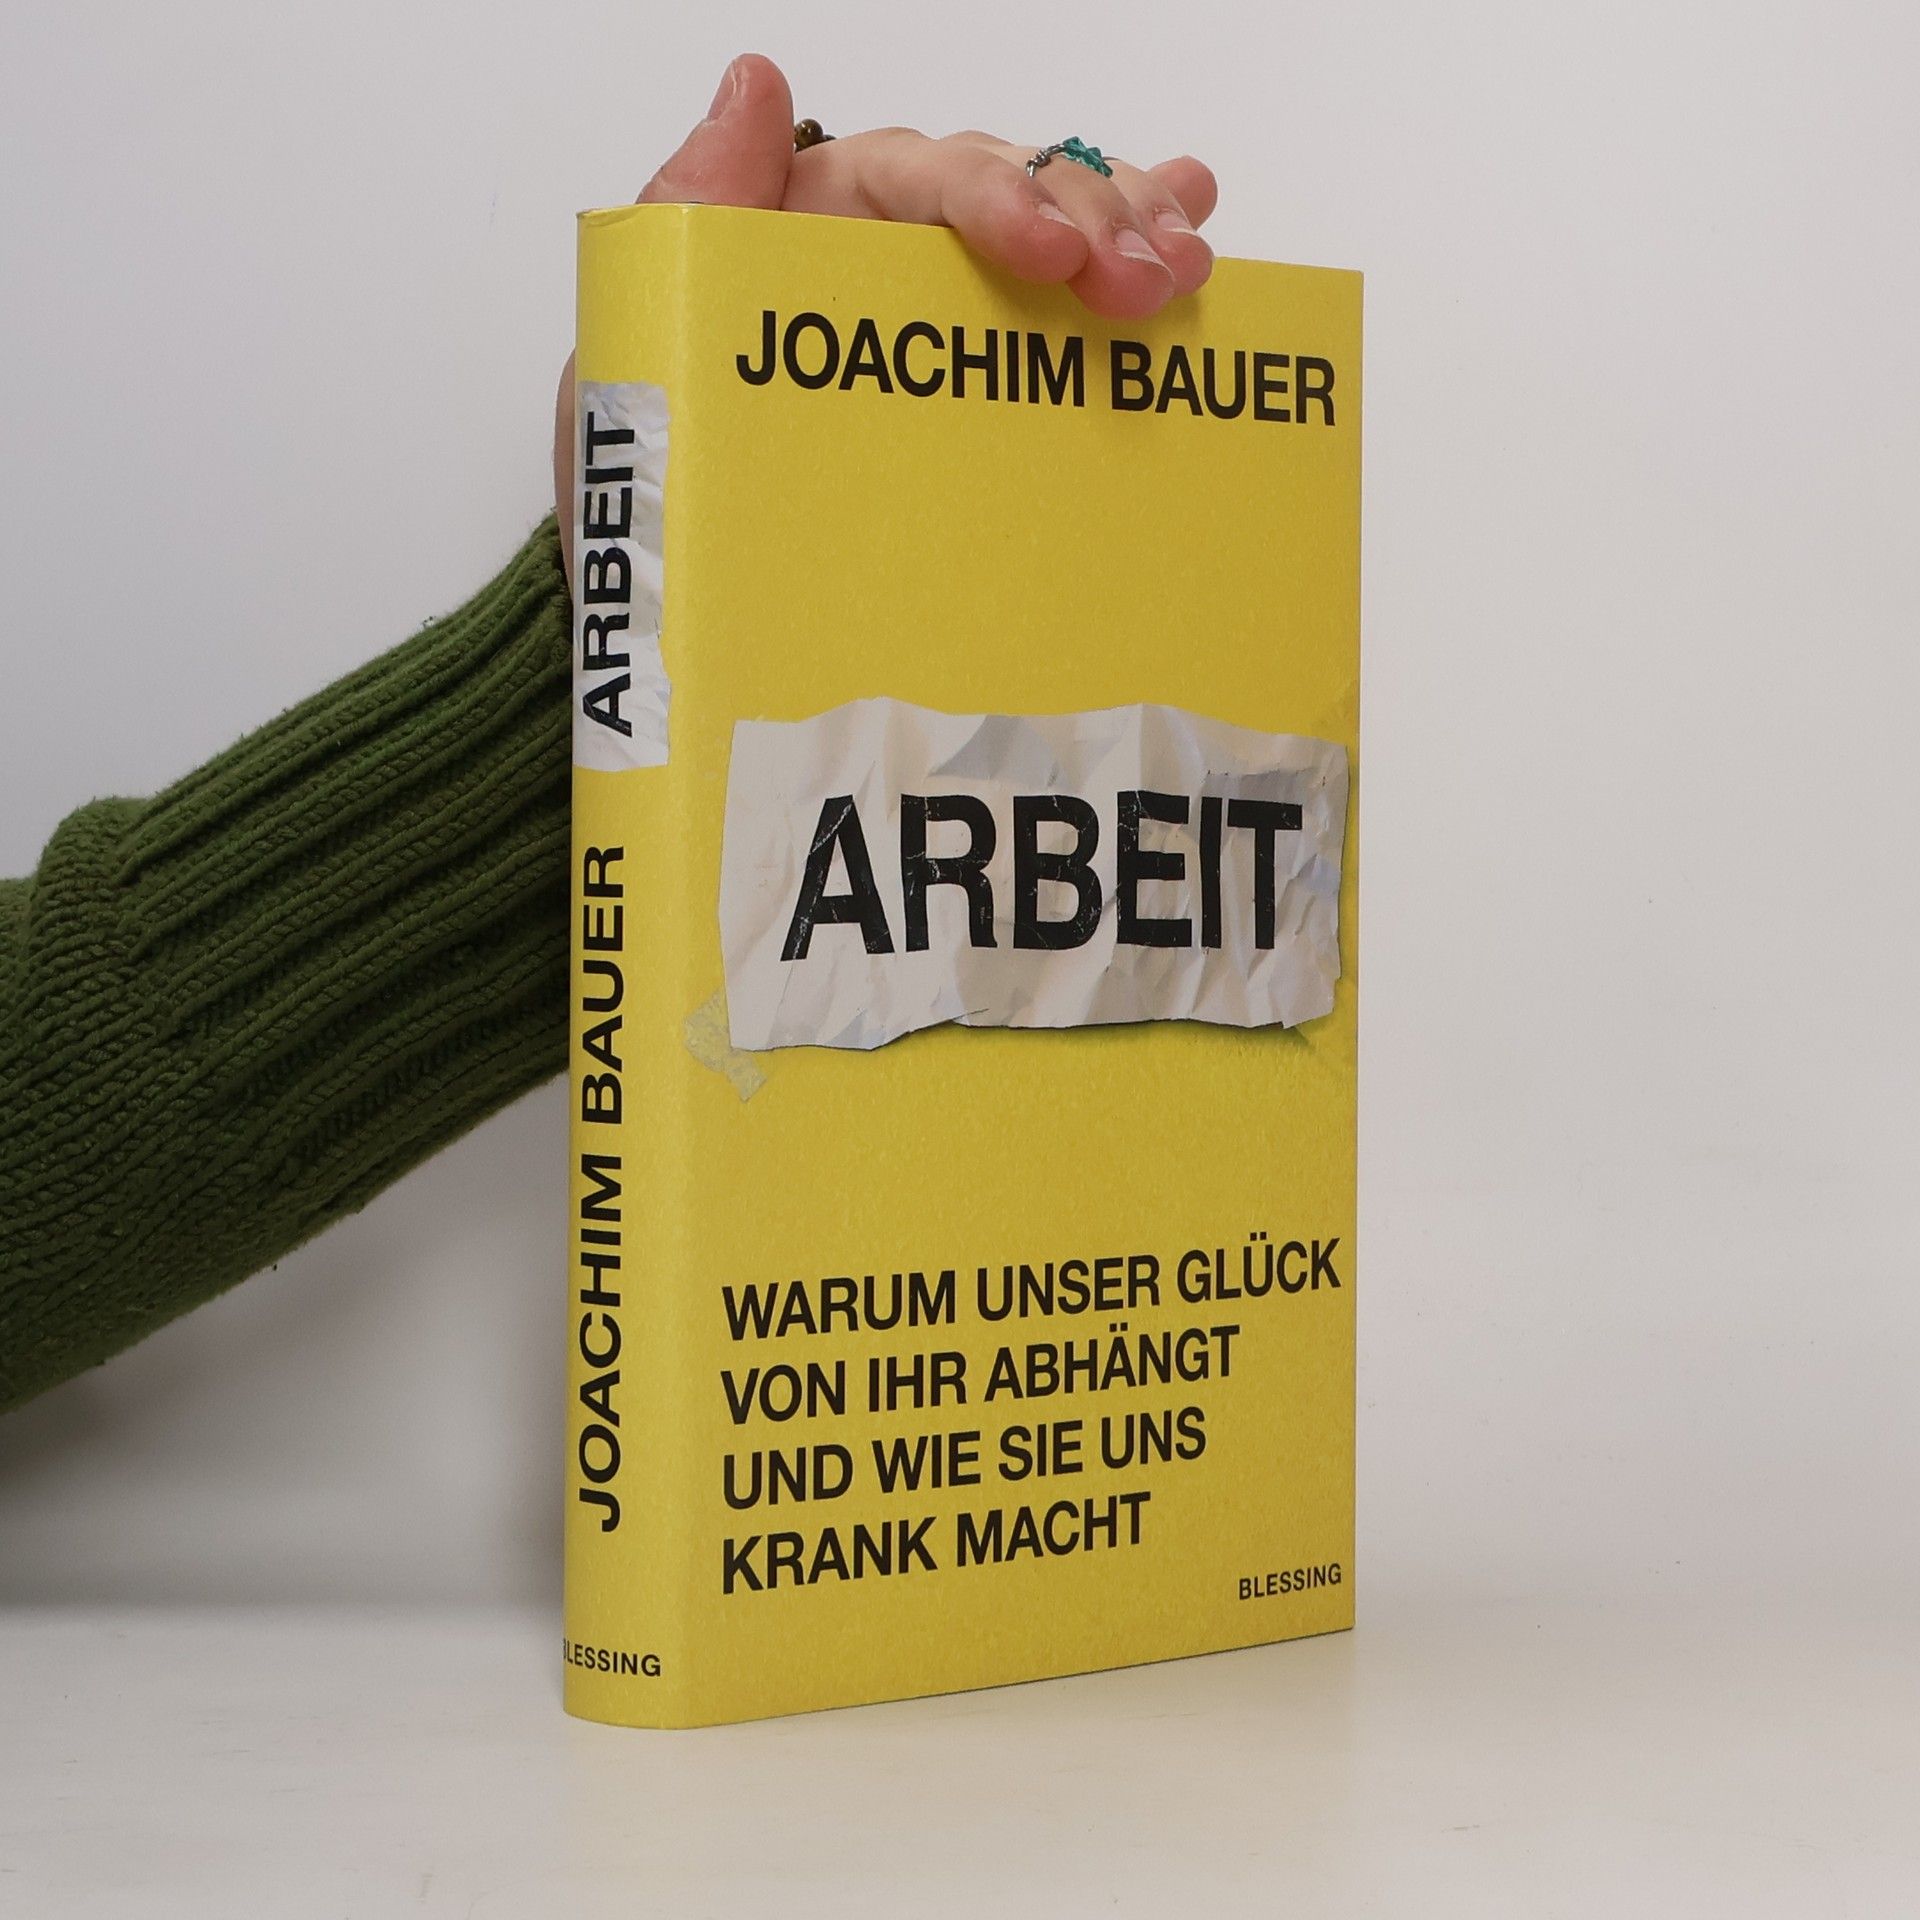 JOACHIM BAUER
ARBEIT
WARUM UNSER GLÜCK
VON IHR ABHÄNGT
UND WIE SIE UNS
KRANK MACHT
BLESSING
ARBEIT
JOACHIM BAUER
BLESSING